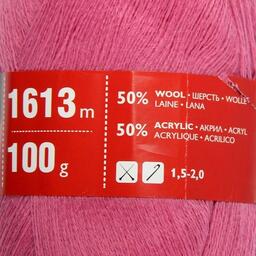 1613 m
100 g
50% WOOL • ШЕРСТЬ • WOLLE
LAINE • LANA
50% ACRYLIC • АКРИЛ • ACRYL
ACRYLIQUE • ACRILICO
1,5-2,0